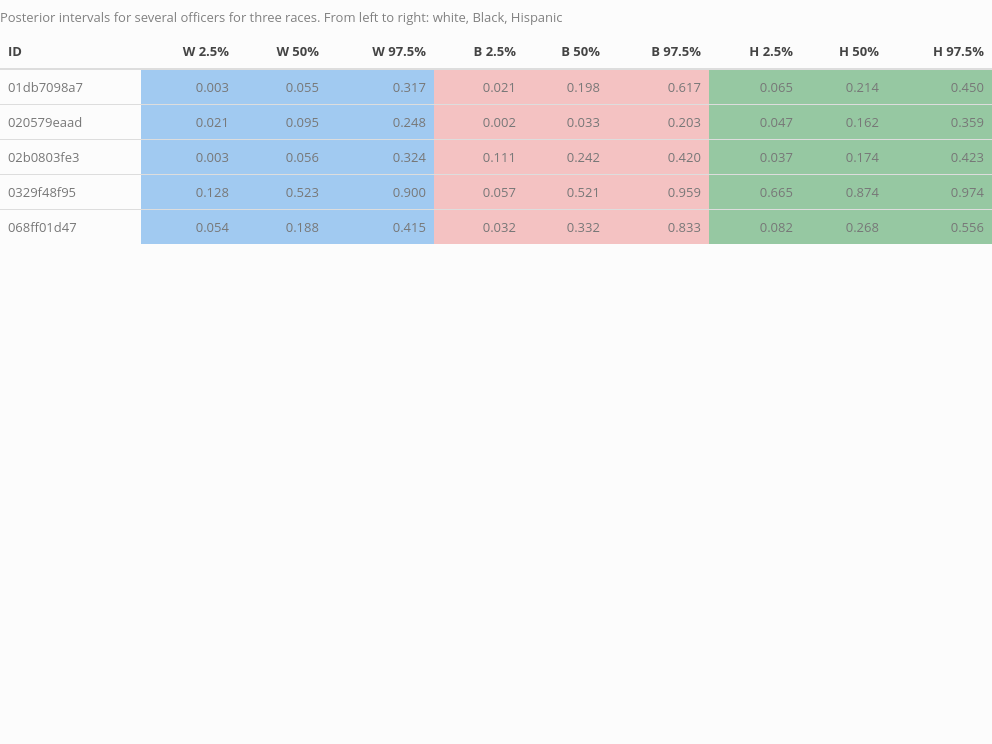 Posterior intervals for several officers for three races. From left to right: white, Black, Hispanic
ID W 2.5% W 50% W 97.5% B 2.5% B 50% B 97.5% H 2.5% H 50% H 97.5%
01db7098a7 0.003 0.055 0.317 0.021 0.198 0.617 0.065 0.214 0.450
020579eaad 0.021 0.095 0.248 0.002 0.033 0.203 0.047 0.162 0.359
02b0803fe3 0.003 0.056 0.324 0.111 0.242 0.420 0.037 0.174 0.423
0329f48f95 0.128 0.523 0.900 0.057 0.521 0.959 0.665 0.874 0.974
068ff01d47 0.054 0.188 0.415 0.032 0.332 0.833 0.082 0.268 0.556